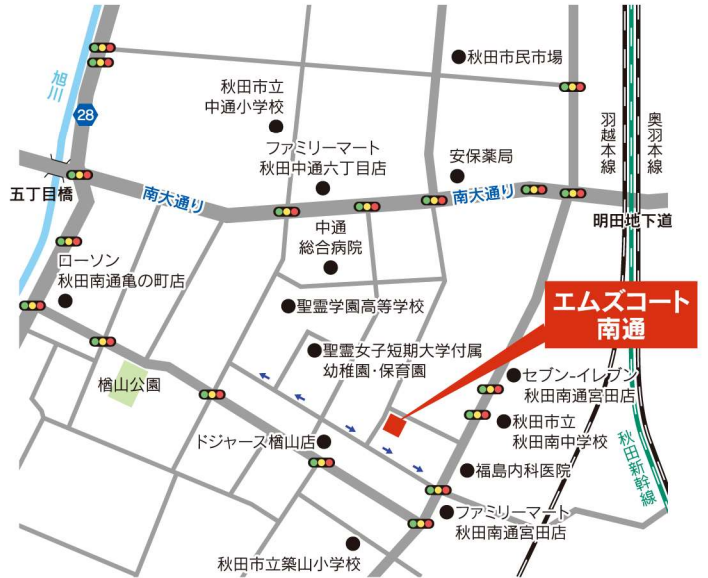 秋田市民市場
旭川
秋田市立
中通小学校
28
羽越本線
奥羽本線
ファミリーマート
秋田中通六丁目店
安保薬局
五丁目橋
南大通り
南大通り
明田地下道
中通
総合病院
ローソン
秋田南通亀の町店
聖霊学園高等学校
エムズコート
南通
聖霊女子短期大学付属
幼稚園・保育園
楢山公園
セブン-イレブン
秋田南通宮田店
秋田市立
秋田南中学校
ドジャース楢山店
秋田新幹線
福島内科医院
ファミリーマート
秋田南通宮田店
秋田市立築山小学校